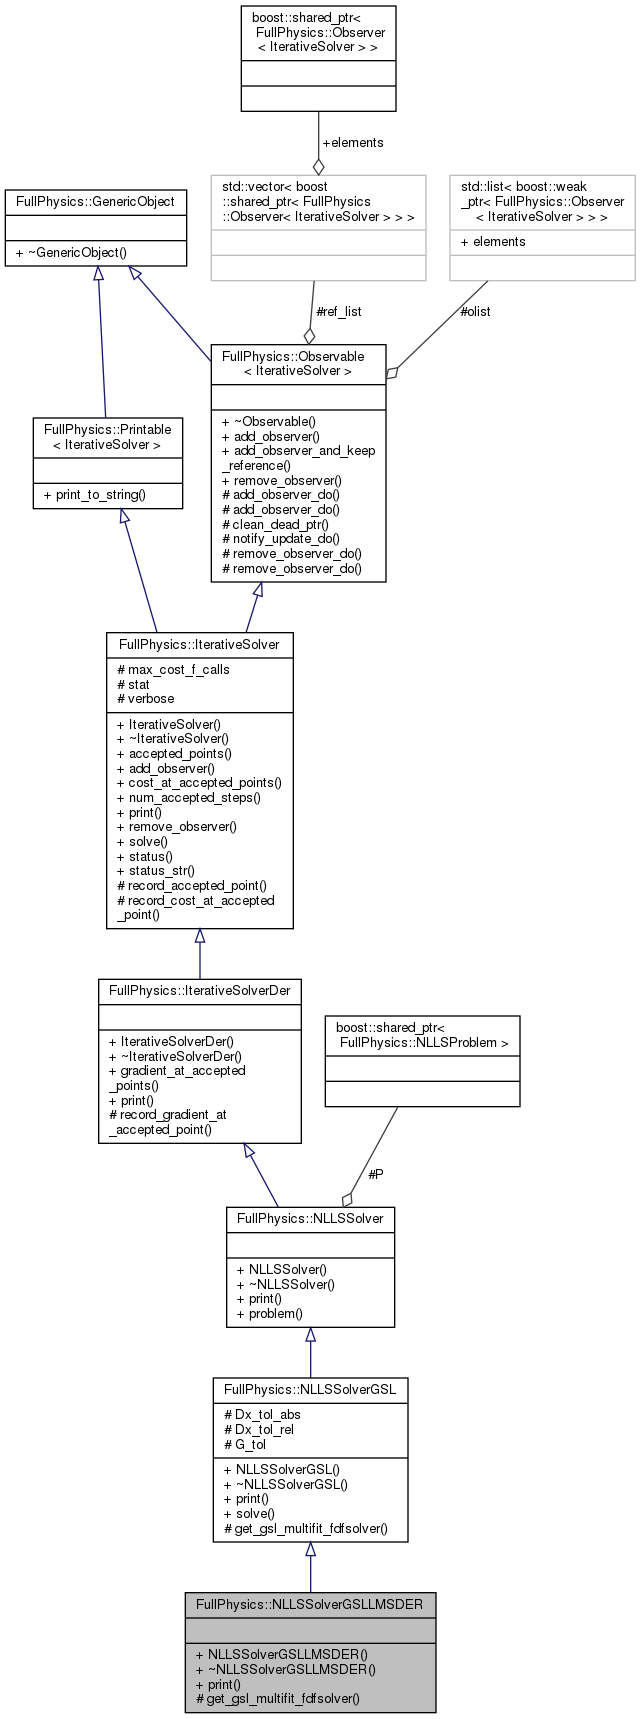 boost::shared_ptr<
FullPhysics::Observer
< IterativeSolver > >
+elements
FullPhysics::GenericObject
+ ~GenericObject()
std::vector< boost
::shared_ptr< FullPhysics
::Observer< IterativeSolver > > >
std::list< boost::weak
_ptr< FullPhysics::Observer
< IterativeSolver > > >
+ elements
#ref_list
#olist
FullPhysics::Observable
< IterativeSolver >
+ ~Observable()
+ add_observer()
+ add_observer_and_keep
_reference()
+ remove_observer()
# add_observer_do()
# add_observer_do()
# clean_dead_ptr()
# notify_update_do()
# remove_observer_do()
# remove_observer_do()
FullPhysics::Printable
< IterativeSolver >
+ print_to_string()
FullPhysics::IterativeSolver
# max_cost_f_calls
# stat
# verbose
+ IterativeSolver()
+ ~IterativeSolver()
+ accepted_points()
+ add_observer()
+ cost_at_accepted_points()
+ num_accepted_steps()
+ print()
+ remove_observer()
+ solve()
+ status()
+ status_str()
# record_accepted_point()
# record_cost_at_accepted
_point()
FullPhysics::IterativeSolverDer
+ IterativeSolverDer()
+ ~IterativeSolverDer()
+ gradient_at_accepted
_points()
+ print()
# record_gradient_at
_accepted_point()
boost::shared_ptr<
FullPhysics::NLLSProblem >
#P
FullPhysics::NLLSSolver
+ NLLSSolver()
+ ~NLLSSolver()
+ print()
+ problem()
FullPhysics::NLLSSolverGSL
# Dx_tol_abs
# Dx_tol_rel
# G_tol
+ NLLSSolverGSL()
+ ~NLLSSolverGSL()
+ print()
+ solve()
# get_gsl_multifit_fdfsolver()
FullPhysics::NLLSSolverGSLLMSDER
+ NLLSSolverGSLLMSDER()
+ ~NLLSSolverGSLLMSDER()
+ print()
# get_gsl_multifit_fdfsolver()